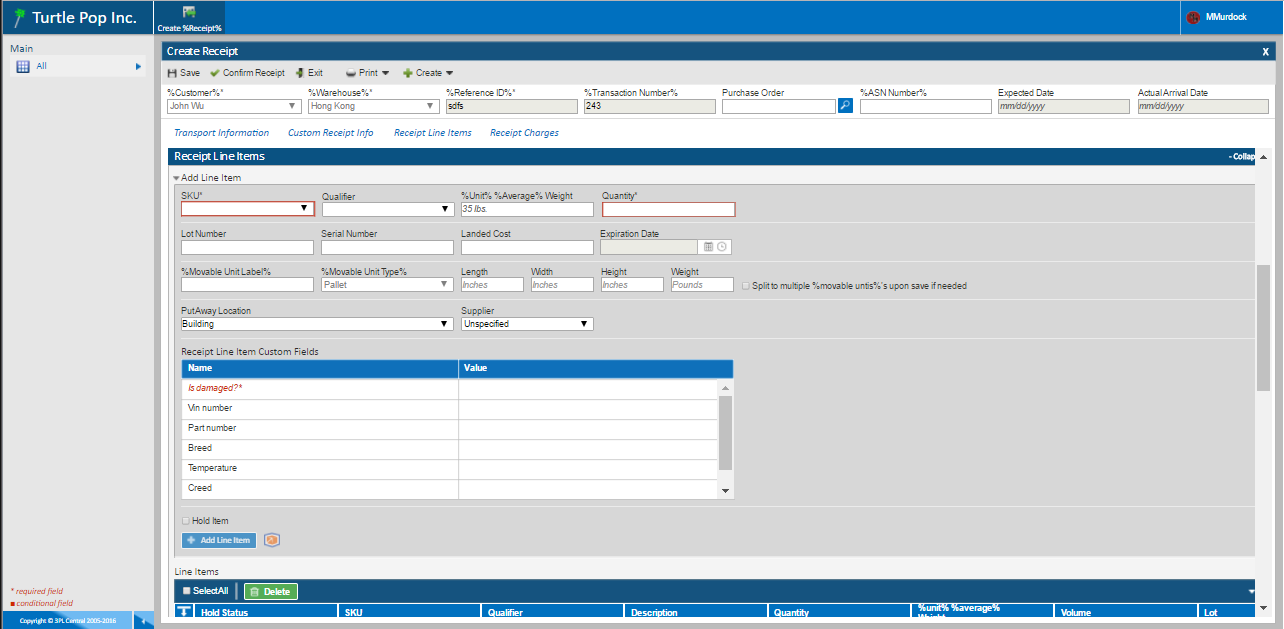 Turtle Pop Inc.
Create %Receipt%
MMurdock
Main
All
Create Receipt
X
Save Confirm Receipt Exit Print Create
%Customer%* %Warehouse%* %Reference ID%* %Transaction Number% Purchase Order %ASN Number% Expected Date Actual Arrival Date
John Wu Hong Kong sdfs 243 mm/dd/yyyy mm/dd/yyyy
Transport Information Custom Receipt Info Receipt Line Items Receipt Charges
Receipt Line Items - Collap
Add Line Item
SKU* Qualifier %Unit% %Average% Weight Quantity*
35 lbs.
Lot Number Serial Number Landed Cost Expiration Date
%Movable Unit Label% %Movable Unit Type% Length Width Height Weight
Pallet Inches Inches Inches Pounds Split to multiple %movable untis%'s upon save if needed
PutAway Location Supplier
Building Unspecified
Receipt Line Item Custom Fields
Name Value
Is damaged?*
Vin number
Part number
Breed
Temperature
Creed
Hold Item
Add Line Item
Line Items
SelectAll Delete
Hold Status SKU Qualifier Description Quantity %unit% %average% Weight Volume Lot
* required field
conditional field
Copyright © 3PL Central 2005-2016